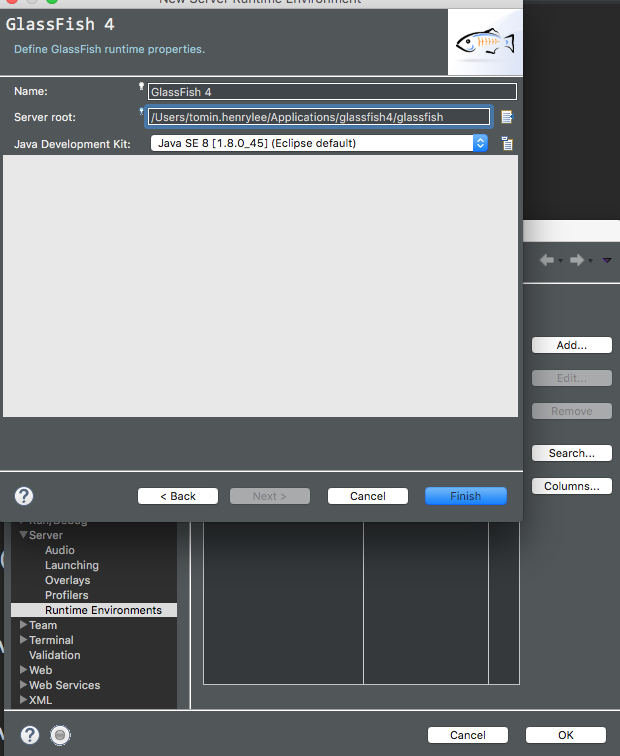 New Server Runtime Environment
GlassFish 4
Define GlassFish runtime properties.
Name:
GlassFish 4
Server root:
/Users/tomin.henrylee/Applications/glassfish4/glassfish
Java Development Kit:
Java SE 8 [1.8.0_45] (Eclipse default)
Add...
Edit...
Remove
Search...
Columns...
?
< Back
Next >
Cancel
Finish
Run/Debug
Server
Audio
Launching
Overlays
Profilers
Runtime Environments
Team
Terminal
Validation
Web
Web Services
XML
?
Cancel
OK